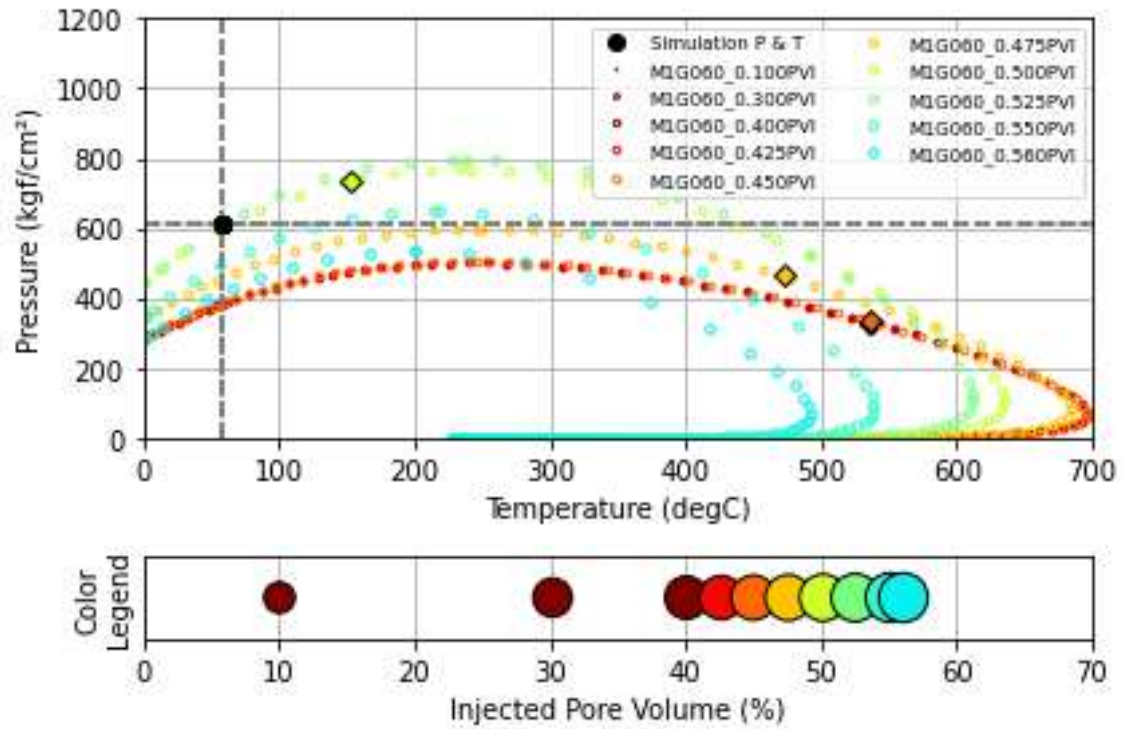 1200
1000
800
600
400
200
0
Pressure (kgf/cm²)
Simulation P & T
M1G060_0.100PVI
M1G060_0.300PVI
M1G060_0.400PVI
M1G060_0.425PVI
M1G060_0.450PVI
M1G060_0.475PVI
M1G060_0.500PVI
M1G060_0.525PVI
M1G060_0.550PVI
M1G060_0.560PVI
0 100 200 300 400 500 600 700
Temperature (degC)
Color
Legend
0 10 20 30 40 50 60 70
Injected Pore Volume (%)